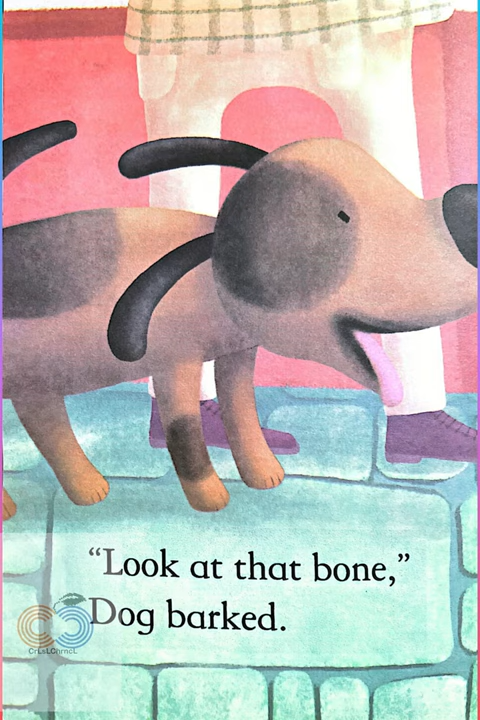 “Look at that bone,”
Dog barked.